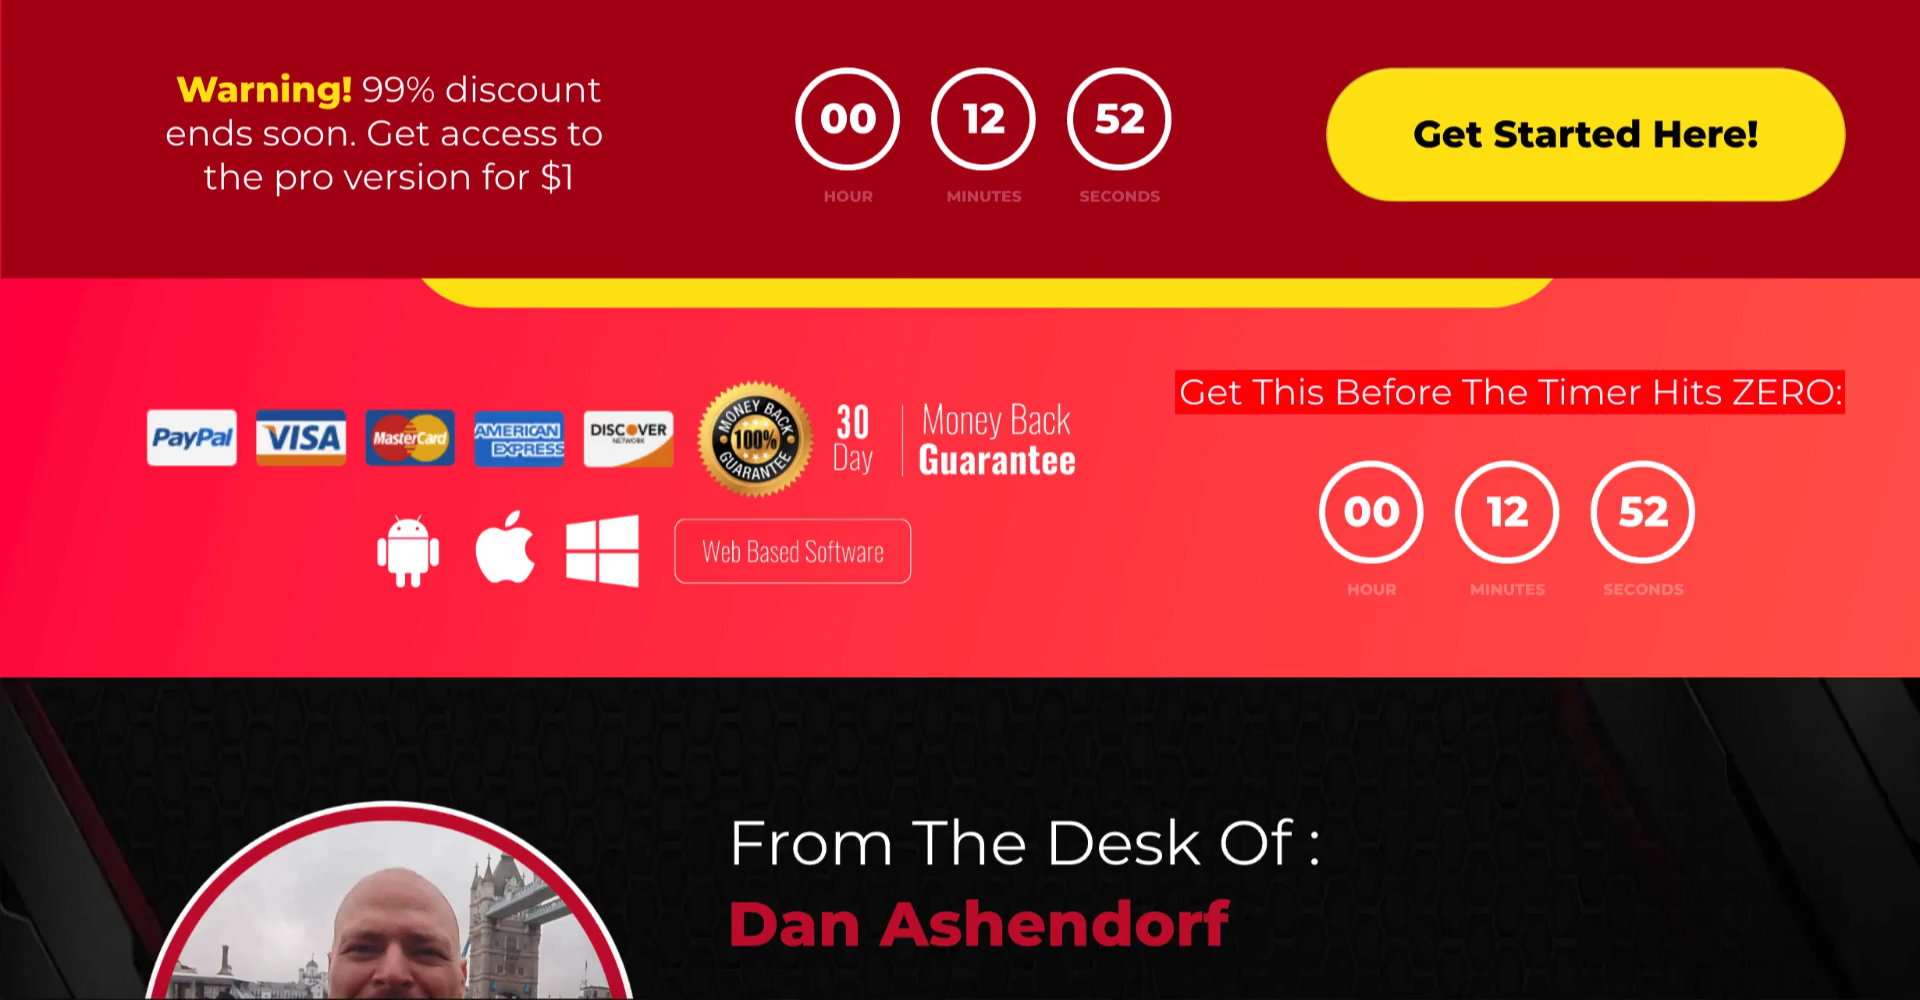 Warning! 99% discount
ends soon. Get access to
the pro version for $1
00 12 52
HOUR MINUTES SECONDS
Get Started Here!
Get This Before The Timer Hits ZERO:
PayPal VISA MasterCard AMERICAN EXPRESS DISCOVER NETWORK
MONEY BACK 100% GUARANTEE
30 Day
Money Back
Guarantee
Web Based Software
00 12 52
HOUR MINUTES SECONDS
From The Desk Of :
Dan Ashendorf